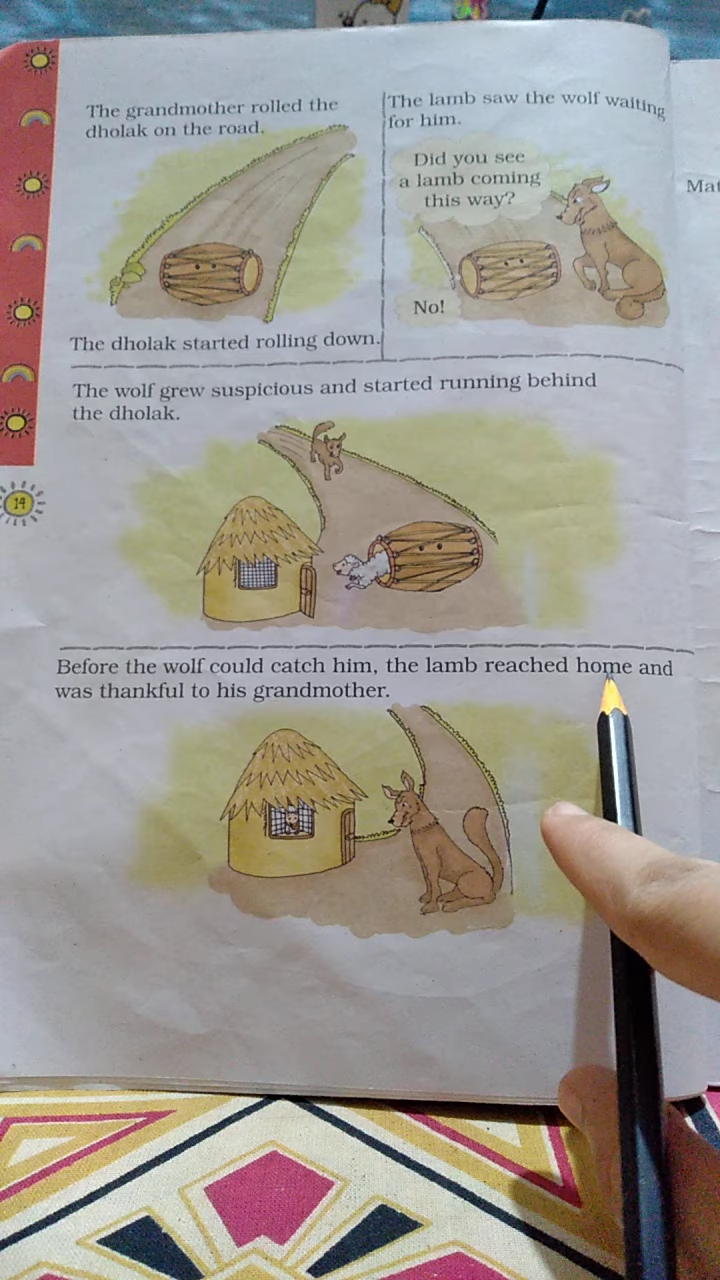 The grandmother rolled the
dholak on the road.
The dholak started rolling down.
The lamb saw the wolf waiting
for him.
Did you see
a lamb coming
this way?
No!
The wolf grew suspicious and started running behind
the dholak.
14
Before the wolf could catch him, the lamb reached home and
was thankful to his grandmother.